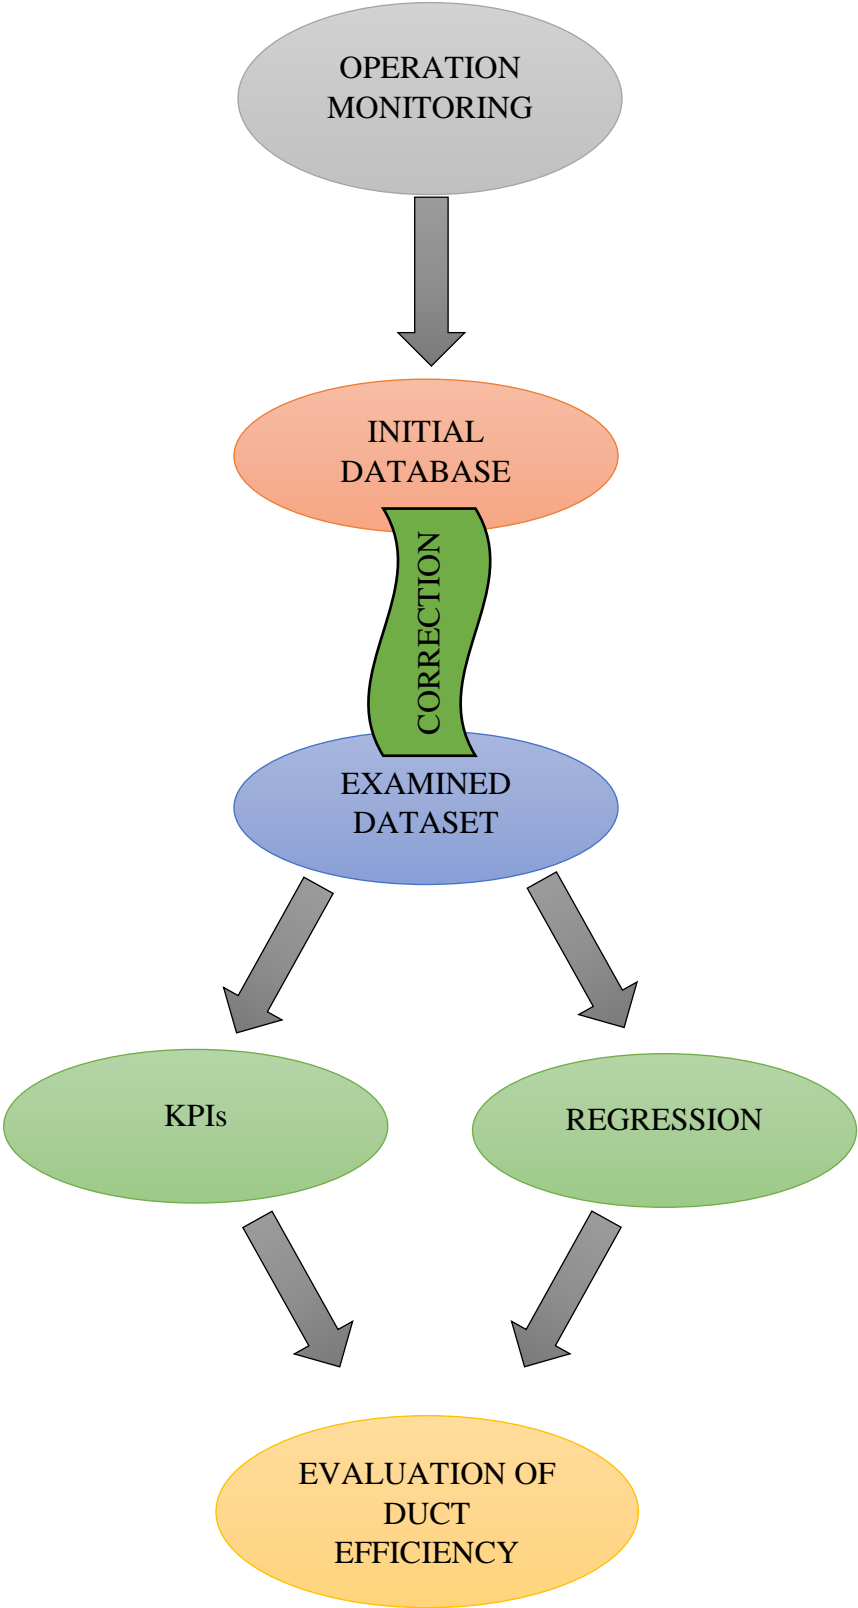 OPERATION
MONITORING
INITIAL
DATABASE
CORRECTION
EXAMINED
DATASET
KPIs
REGRESSION
EVALUATION OF
DUCT
EFFICIENCY